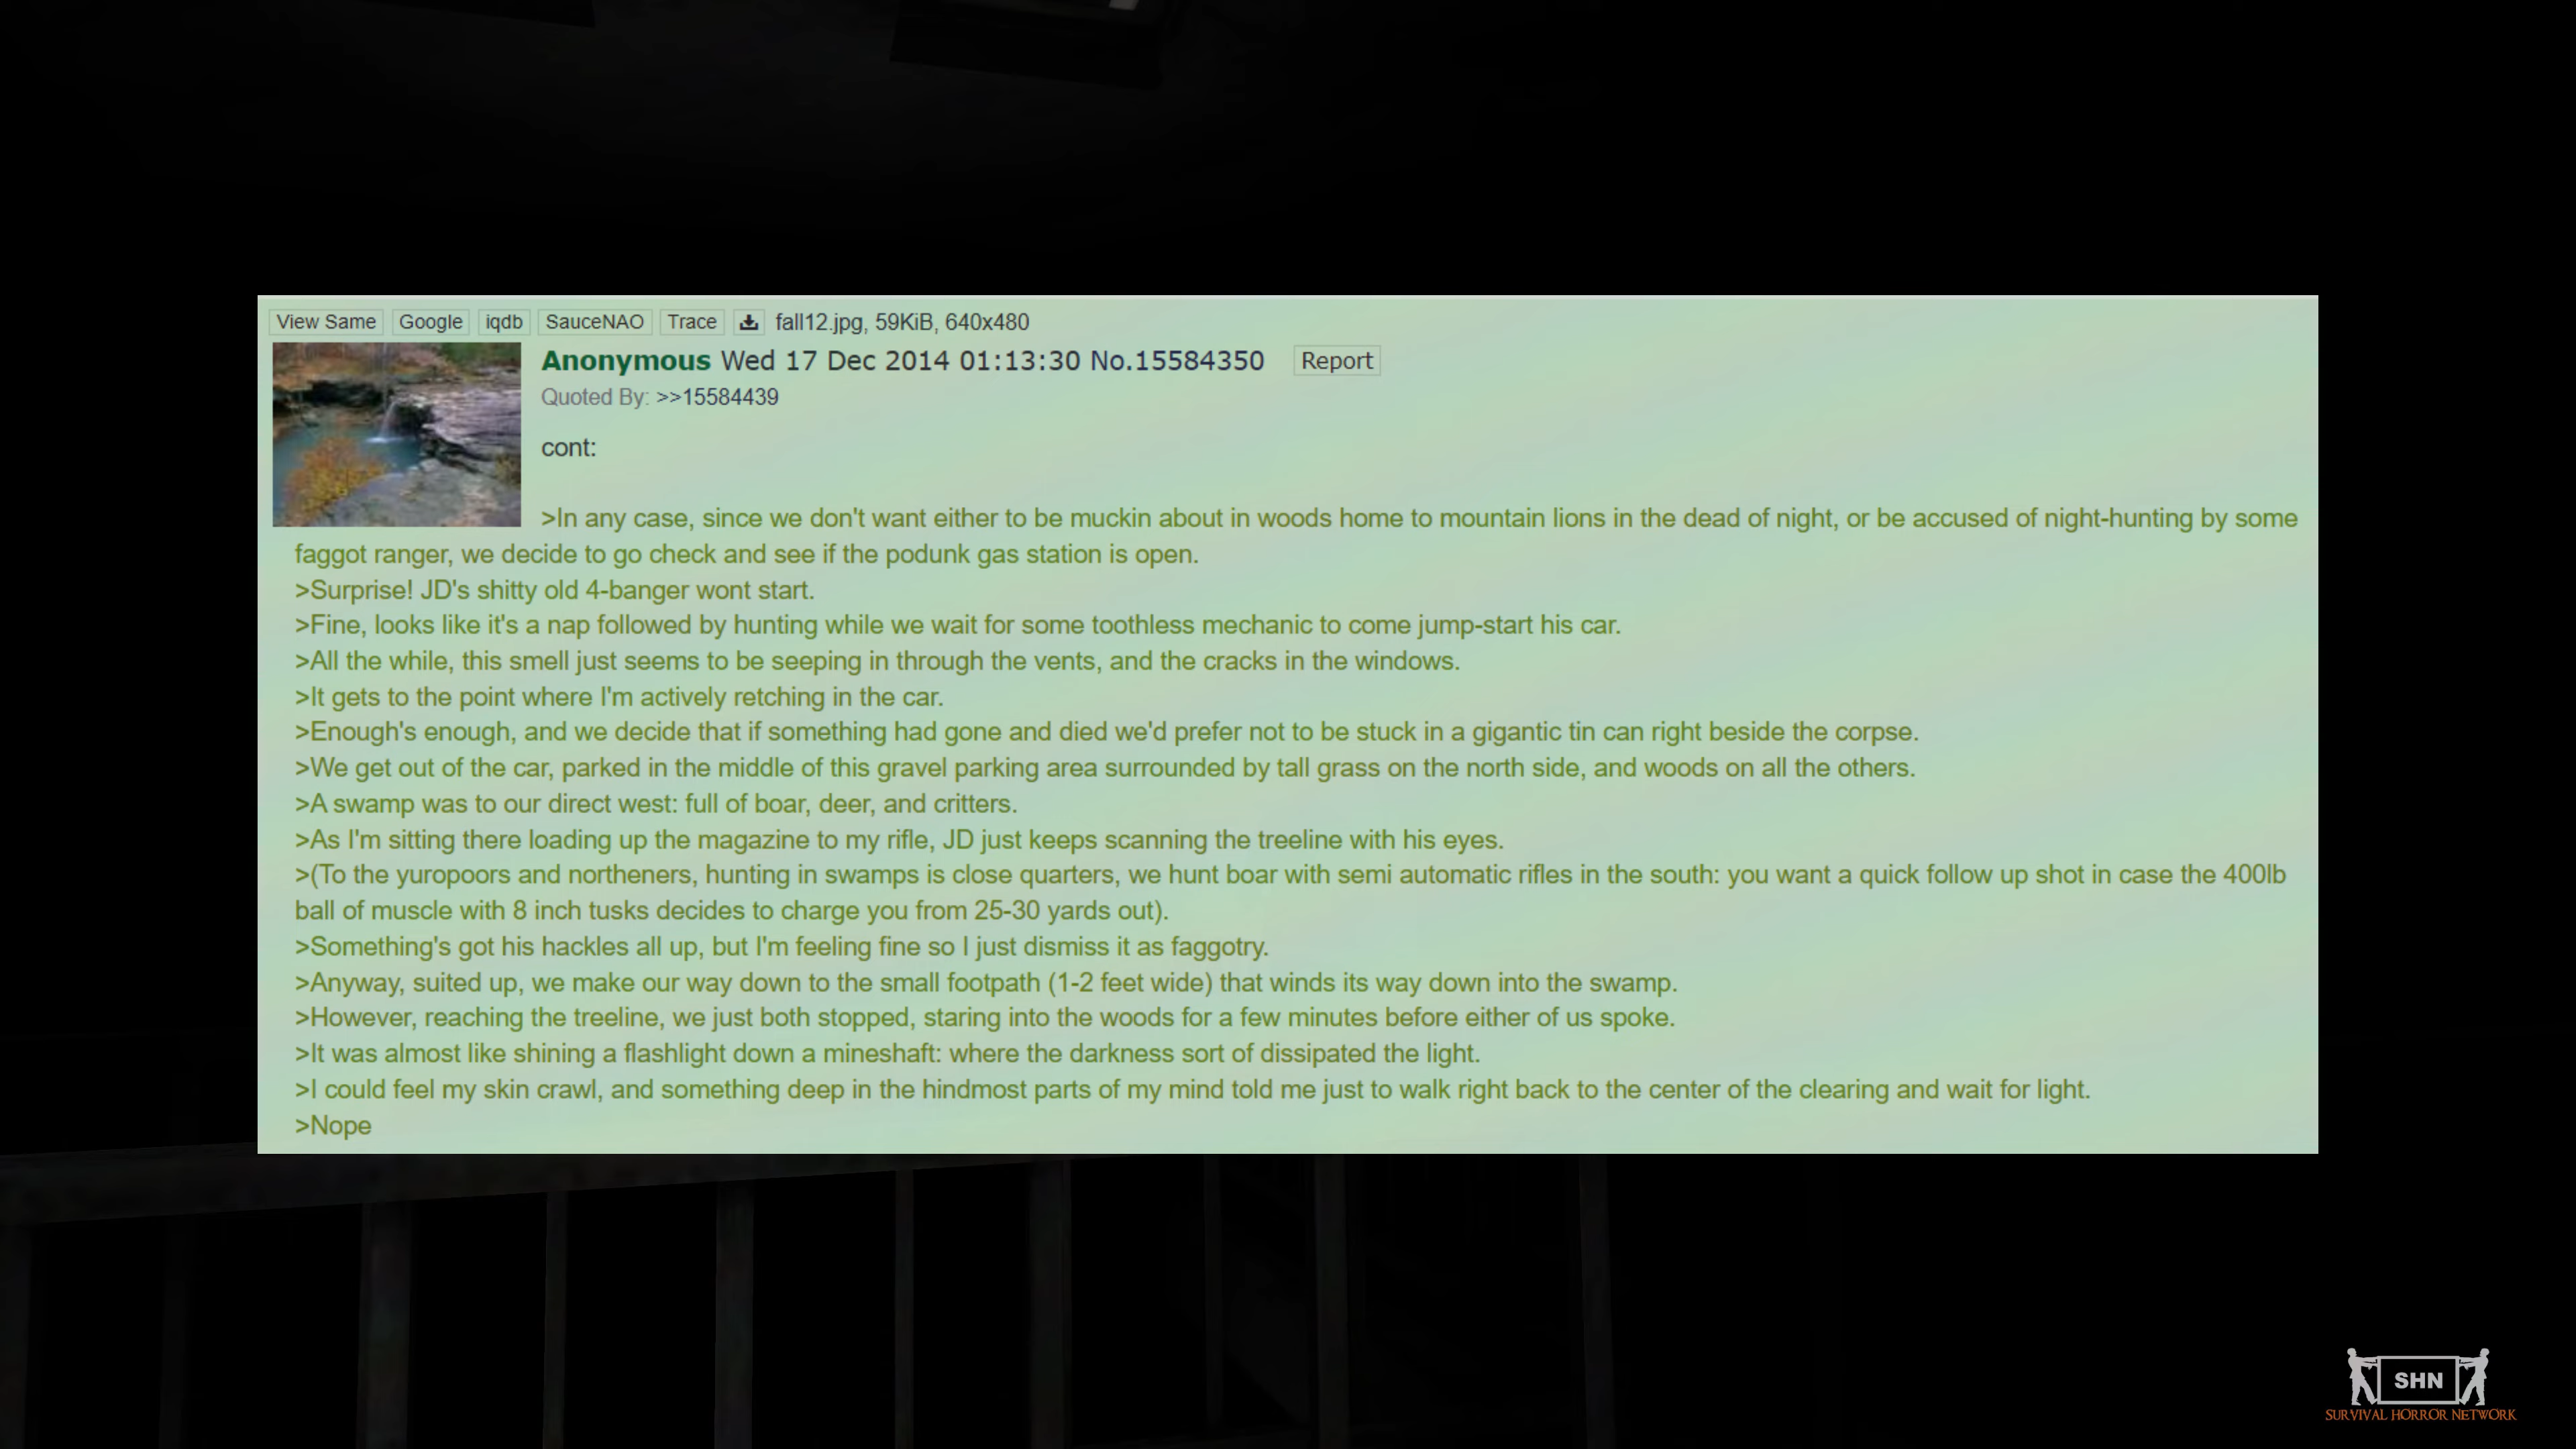 View Same Google iqdb SauceNAO Trace fall12.jpg, 59KiB, 640x480
Anonymous Wed 17 Dec 2014 01:13:30 No.15584350 Report
Quoted By: >>15584439
cont:
>In any case, since we don't want either to be muckin about in woods home to mountain lions in the dead of night, or be accused of night-hunting by some
faggot ranger, we decide to go check and see if the podunk gas station is open.
>Surprise! JD's shitty old 4-banger wont start.
>Fine, looks like it's a nap followed by hunting while we wait for some toothless mechanic to come jump-start his car.
>All the while, this smell just seems to be seeping in through the vents, and the cracks in the windows.
>It gets to the point where I'm actively retching in the car.
>Enough's enough, and we decide that if something had gone and died we'd prefer not to be stuck in a gigantic tin can right beside the corpse.
>We get out of the car, parked in the middle of this gravel parking area surrounded by tall grass on the north side, and woods on all the others.
>A swamp was to our direct west: full of boar, deer, and critters.
>As I'm sitting there loading up the magazine to my rifle, JD just keeps scanning the treeline with his eyes.
>(To the yuropoors and northeners, hunting in swamps is close quarters, we hunt boar with semi automatic rifles in the south: you want a quick follow up shot in case the 400lb
ball of muscle with 8 inch tusks decides to charge you from 25-30 yards out).
>Something's got his hackles all up, but I'm feeling fine so I just dismiss it as faggotry.
>Anyway, suited up, we make our way down to the small footpath (1-2 feet wide) that winds its way down into the swamp.
>However, reaching the treeline, we just both stopped, staring into the woods for a few minutes before either of us spoke.
>It was almost like shining a flashlight down a mineshaft: where the darkness sort of dissipated the light.
>I could feel my skin crawl, and something deep in the hindmost parts of my mind told me just to walk right back to the center of the clearing and wait for light.
>Nope
SHN
SURVIVAL HORROR NETWORK